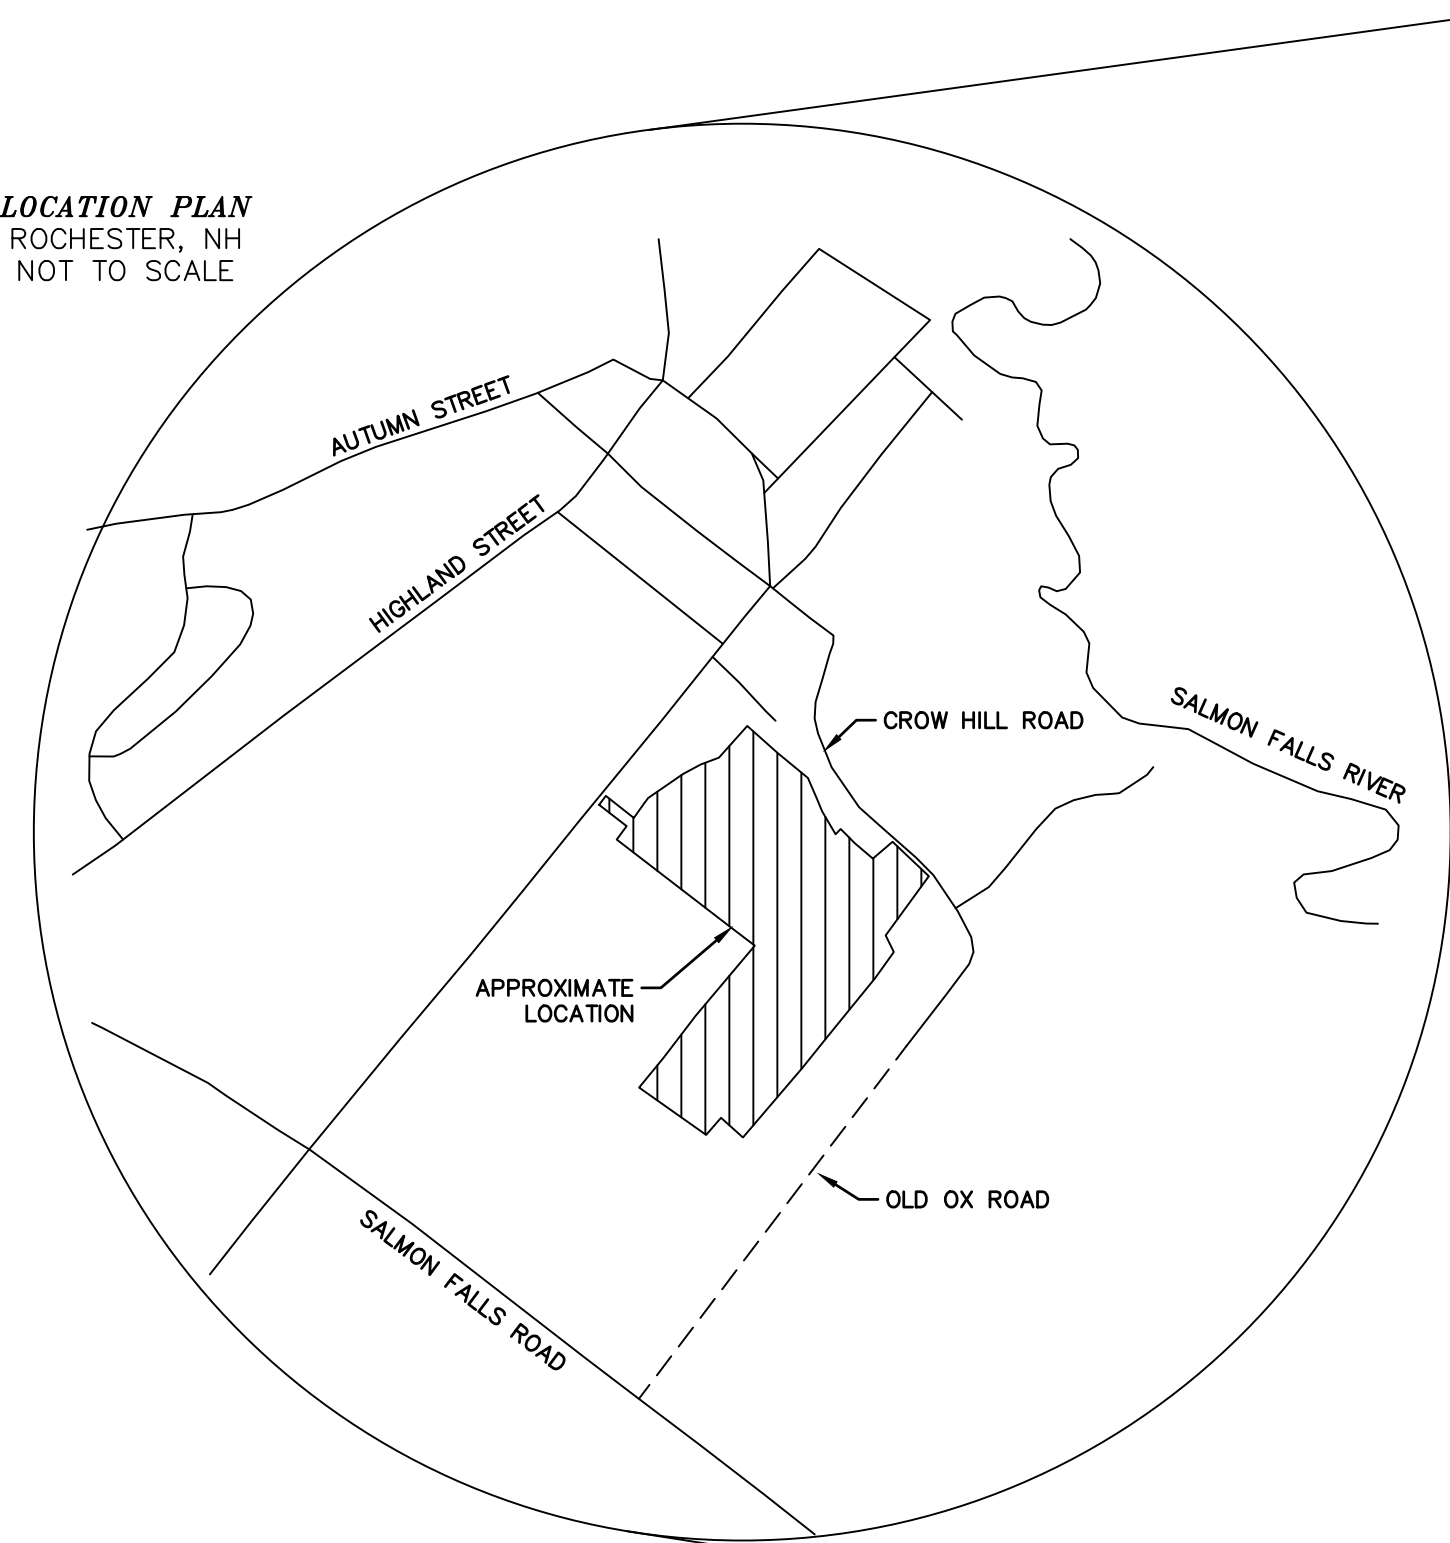 LOCATION PLAN
ROCHESTER, NH
NOT TO SCALE
AUTUMN STREET
HIGHLAND STREET
CROW HILL ROAD
SALMON FALLS RIVER
APPROXIMATE
LOCATION
OLD OX ROAD
SALMON FALLS ROAD